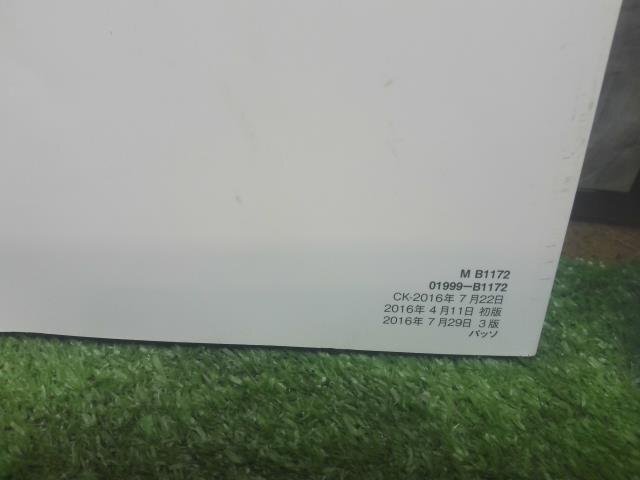 M B1172
01999－B1172
CK-2016年 7月22日
2016年 4月11日 初版
2016年 7月29日 3版
パッソ